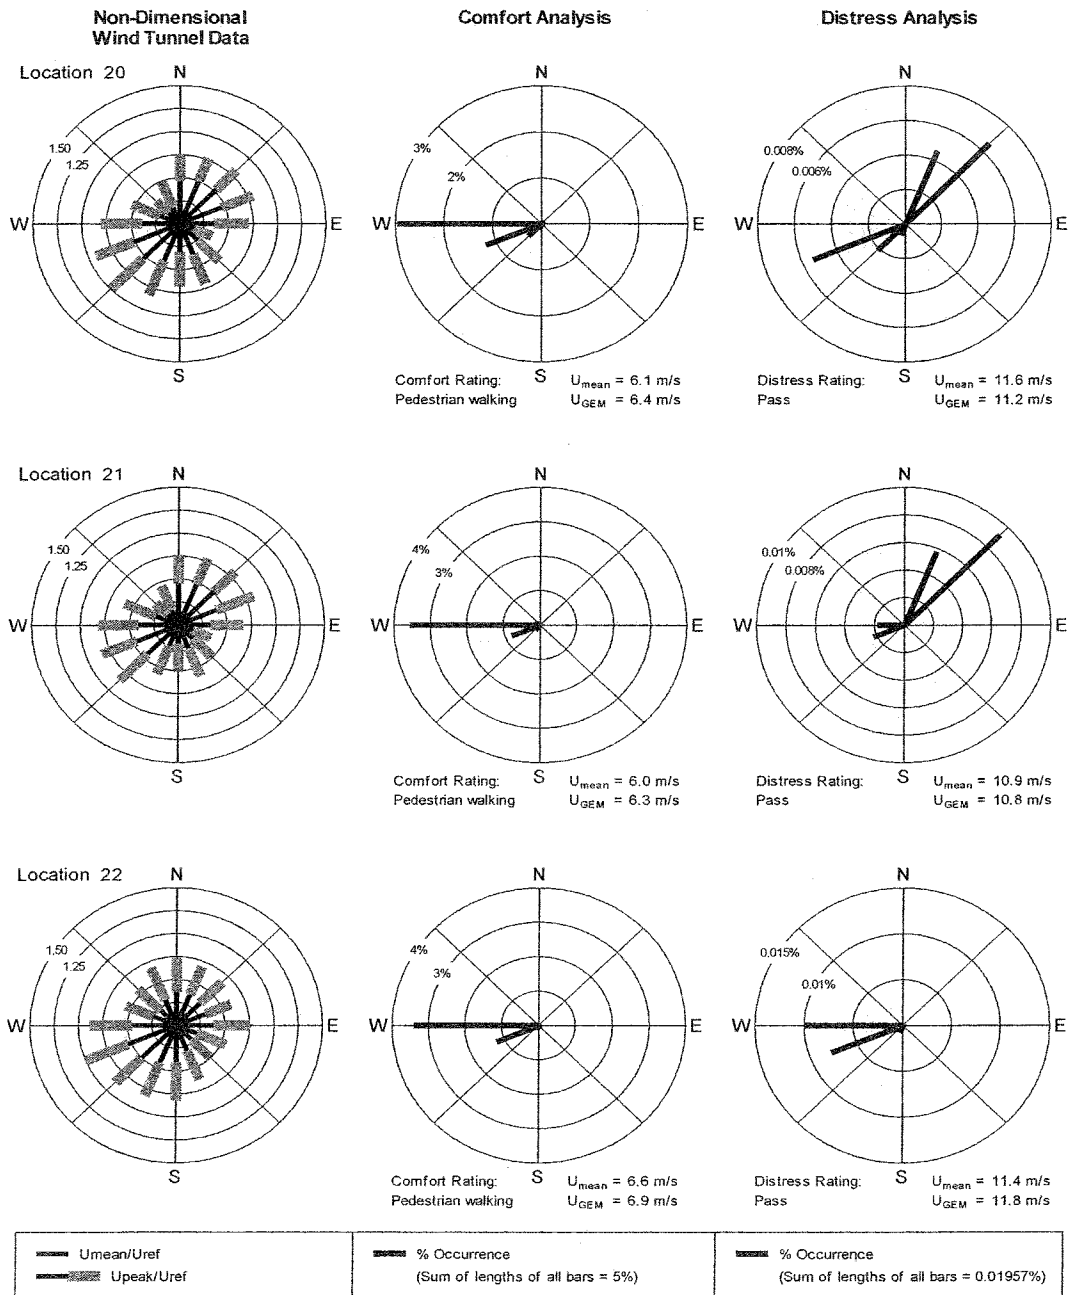 Non-Dimensional
Wind Tunnel Data
Comfort Analysis
Distress Analysis
Location 20
N
1.50
1.25
W
E
S
N
3%
2%
W
E
S
Comfort Rating:
Pedestrian walking
Umean = 6.1 m/s
UGEM = 6.4 m/s
N
0.008%
0.006%
W
E
S
Distress Rating:
Pass
Umean = 11.6 m/s
UGEM = 11.2 m/s
Location 21
N
1.50
1.25
W
E
S
N
4%
3%
W
E
S
Comfort Rating:
Pedestrian walking
Umean = 6.0 m/s
UGEM = 6.3 m/s
N
0.01%
0.008%
W
E
S
Distress Rating:
Pass
Umean = 10.9 m/s
UGEM = 10.8 m/s
Location 22
N
1.50
1.25
W
E
S
N
4%
3%
W
E
S
Comfort Rating:
Pedestrian walking
Umean = 6.6 m/s
UGEM = 6.9 m/s
N
0.015%
0.01%
W
E
S
Distress Rating:
Pass
Umean = 11.4 m/s
UGEM = 11.8 m/s
Umean/Uref
Upeak/Uref
% Occurrence
(Sum of lengths of all bars = 5%)
% Occurrence
(Sum of lengths of all bars = 0.01957%)